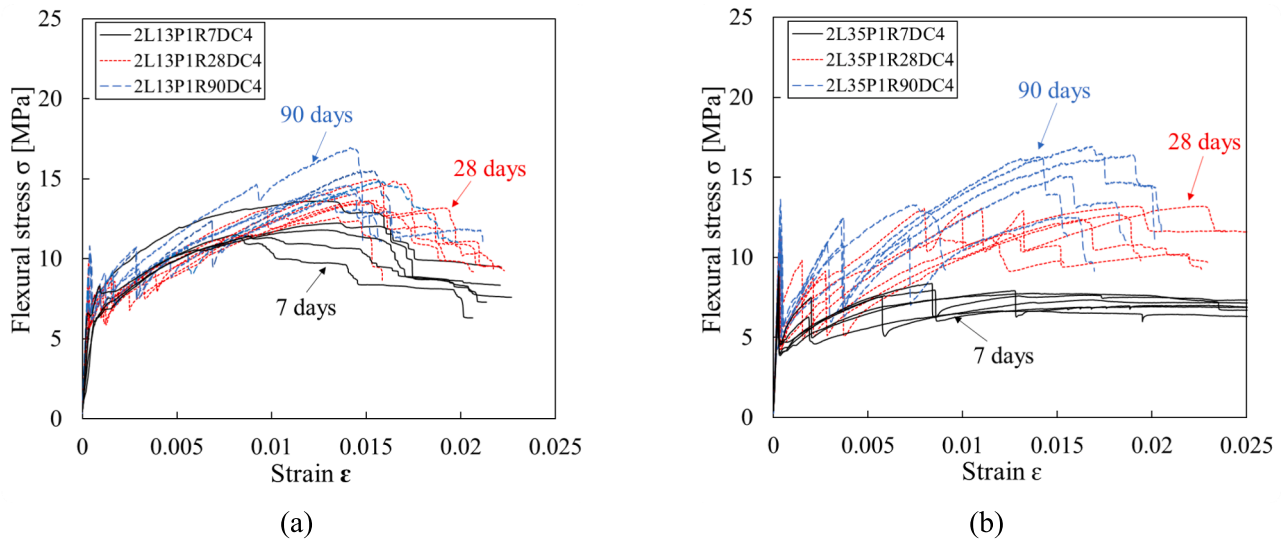 25
20
15
10
5
0
Flexural stress σ [MPa]
2L13P1R7DC4
2L13P1R28DC4
2L13P1R90DC4
90 days
28 days
7 days
0
0.005
0.01
0.015
0.02
0.025
Strain ε
(a)
25
20
15
10
5
0
Flexural stress σ [MPa]
2L35P1R7DC4
2L35P1R28DC4
2L35P1R90DC4
90 days
28 days
7 days
0
0.005
0.01
0.015
0.02
0.025
Strain ε
(b)